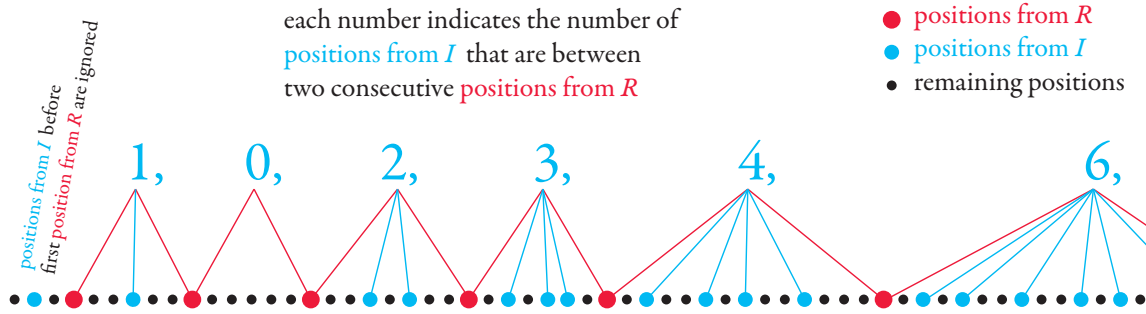 each number indicates the number of
positions from I that are between
two consecutive positions from R
positions from R
positions from I
remaining positions
positions from I before
first position from R are ignored
1, 0, 2, 3, 4, 6,